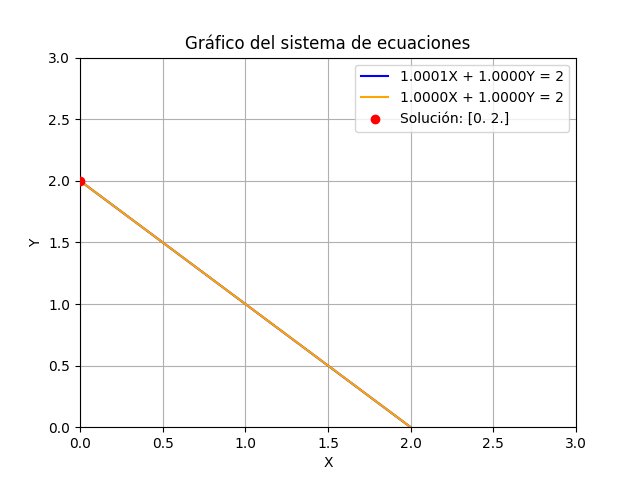 Gráfico del sistema de ecuaciones
3.0
2.5
2.0
1.5
1.0
0.5
0.0
Y
1.0001X + 1.0000Y = 2
1.0000X + 1.0000Y = 2
Solución: [0. 2.]
0.0 0.5 1.0 1.5 2.0 2.5 3.0
X